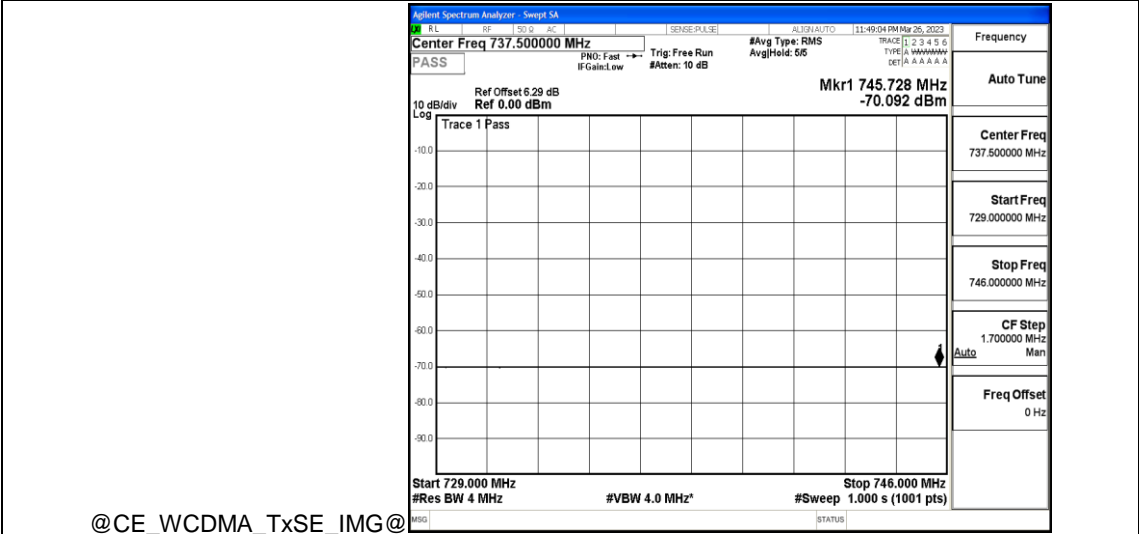 Agilent Spectrum Analyzer - Swept SA
RL RF 50 Ω AC SENSE:PULSE ALIGNAUTO 11:49:04 PM Mar 26, 2023
Center Freq 737.500000 MHz
#Avg Type: RMS
TRACE 1 2 3 4 5 6
PASS
PNO: Fast
Trig: Free Run
Avg|Hold: 5/5
TYPE A WWWWW
IFGain:Low
#Atten: 10 dB
DET A A A A A A
Mkr1 745.728 MHz
-70.092 dBm
Ref Offset 6.29 dB
10 dB/div Ref 0.00 dBm
Log
Trace 1 Pass
-10.0
-20.0
-30.0
-40.0
-50.0
-60.0
-70.0
-80.0
-90.0
1
Start 729.000 MHz
Stop 746.000 MHz
#Res BW 4 MHz
#VBW 4.0 MHz*
#Sweep 1.000 s (1001 pts)
MSG
STATUS
Frequency
Auto Tune
Center Freq
737.500000 MHz
Start Freq
729.000000 MHz
Stop Freq
746.000000 MHz
CF Step
1.700000 MHz
Auto Man
Freq Offset
0 Hz
@CE_WCDMA_TxSE_IMG@